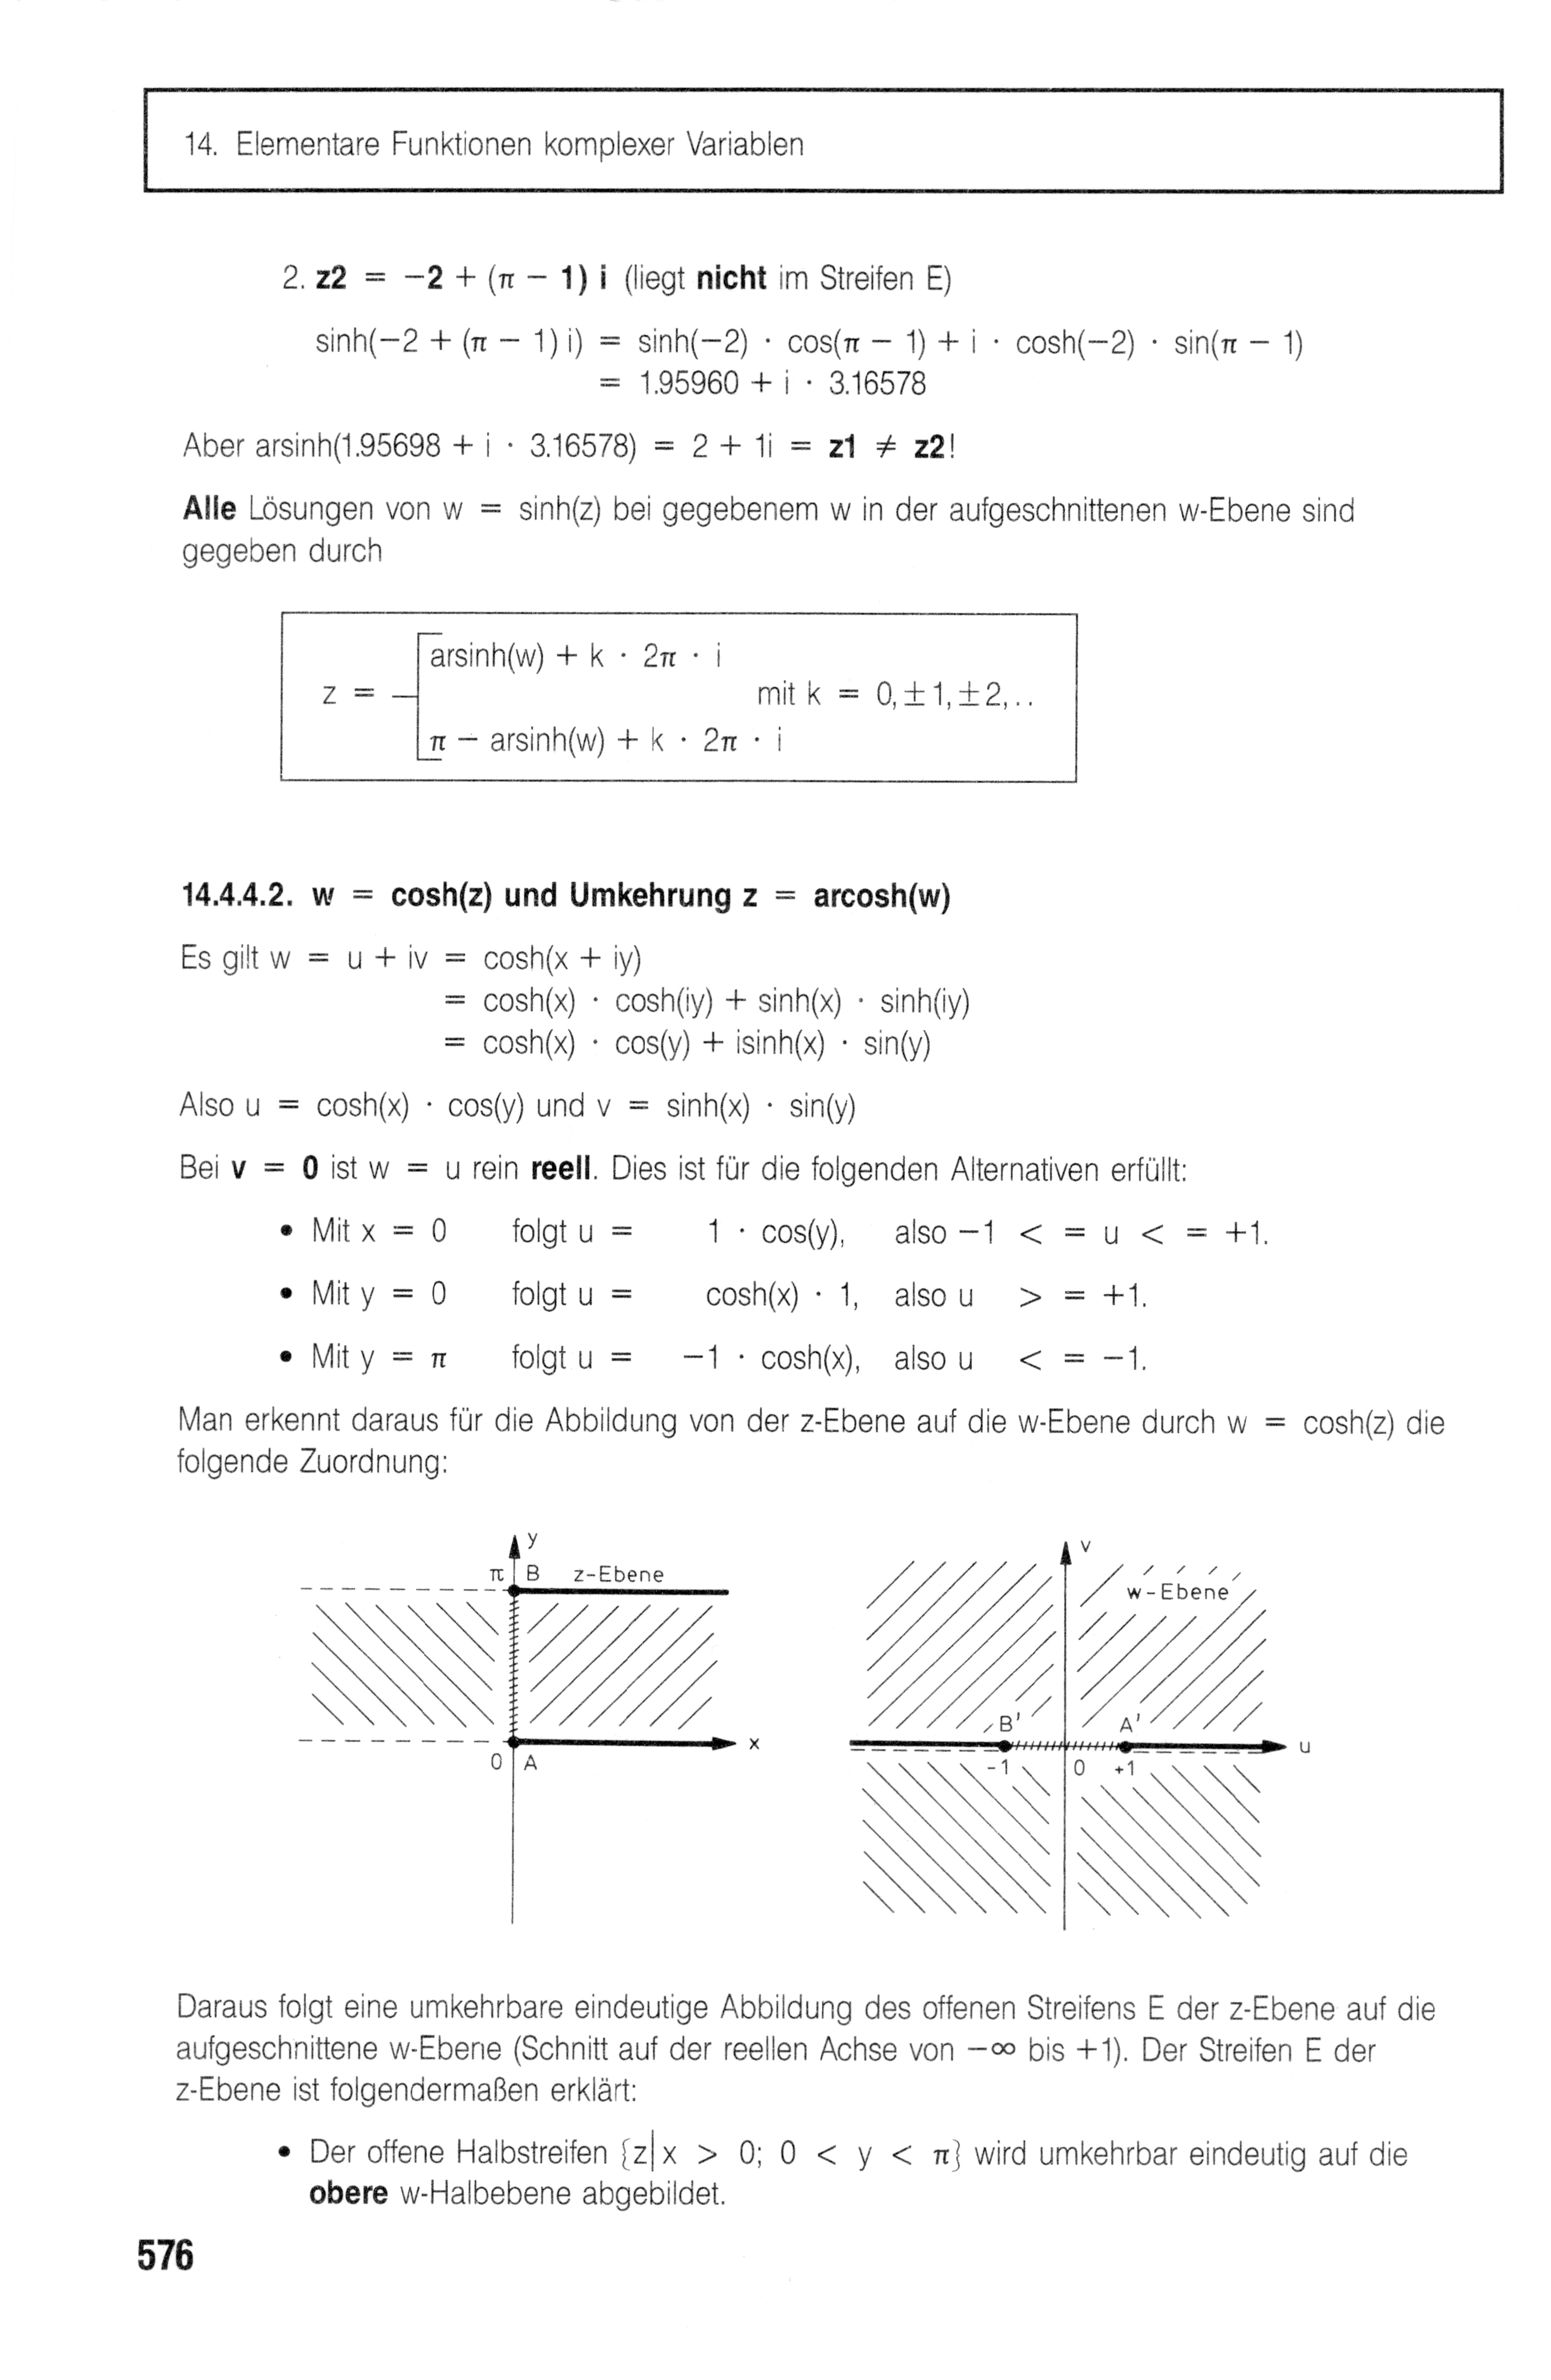 14. Elementare Funktionen komplexer Variablen
2. z2 = −2 + (π − 1) i (liegt nicht im Streifen E)
sinh(−2 + (π − 1) i) = sinh(−2) · cos(π − 1) + i · cosh(−2) · sin(π − 1)
= 1.95960 + i · 3.16578
Aber arsinh(1.95698 + i · 3.16578) = 2 + 1i = z1 ≠ z2!
Alle Lösungen von w = sinh(z) bei gegebenem w in der aufgeschnittenen w-Ebene sind
gegeben durch
arsinh(w) + k · 2π · i
z = mit k = 0, ±1, ±2, ..
π − arsinh(w) + k · 2π · i
14.4.4.2. w = cosh(z) und Umkehrung z = arcosh(w)
Es gilt w = u + iv = cosh(x + iy)
= cosh(x) · cosh(iy) + sinh(x) · sinh(iy)
= cosh(x) · cos(y) + isinh(x) · sin(y)
Also u = cosh(x) · cos(y) und v = sinh(x) · sin(y)
Bei v = 0 ist w = u rein reell. Dies ist für die folgenden Alternativen erfüllt:
• Mit x = 0 folgt u = 1 · cos(y), also −1 < = u < = +1.
• Mit y = 0 folgt u = cosh(x) · 1, also u > = +1.
• Mit y = π folgt u = −1 · cosh(x), also u < = −1.
Man erkennt daraus für die Abbildung von der z-Ebene auf die w-Ebene durch w = cosh(z) die
folgende Zuordnung:
y
π B z-Ebene
x
0 A
v
w-Ebene
B' A'
u
-1 0 +1
Daraus folgt eine umkehrbare eindeutige Abbildung des offenen Streifens E der z-Ebene auf die
aufgeschnittene w-Ebene (Schnitt auf der reellen Achse von −∞ bis +1). Der Streifen E der
z-Ebene ist folgendermaßen erklärt:
• Der offene Halbstreifen {z|x > 0; 0 < y < π} wird umkehrbar eindeutig auf die
obere w-Halbebene abgebildet.
576